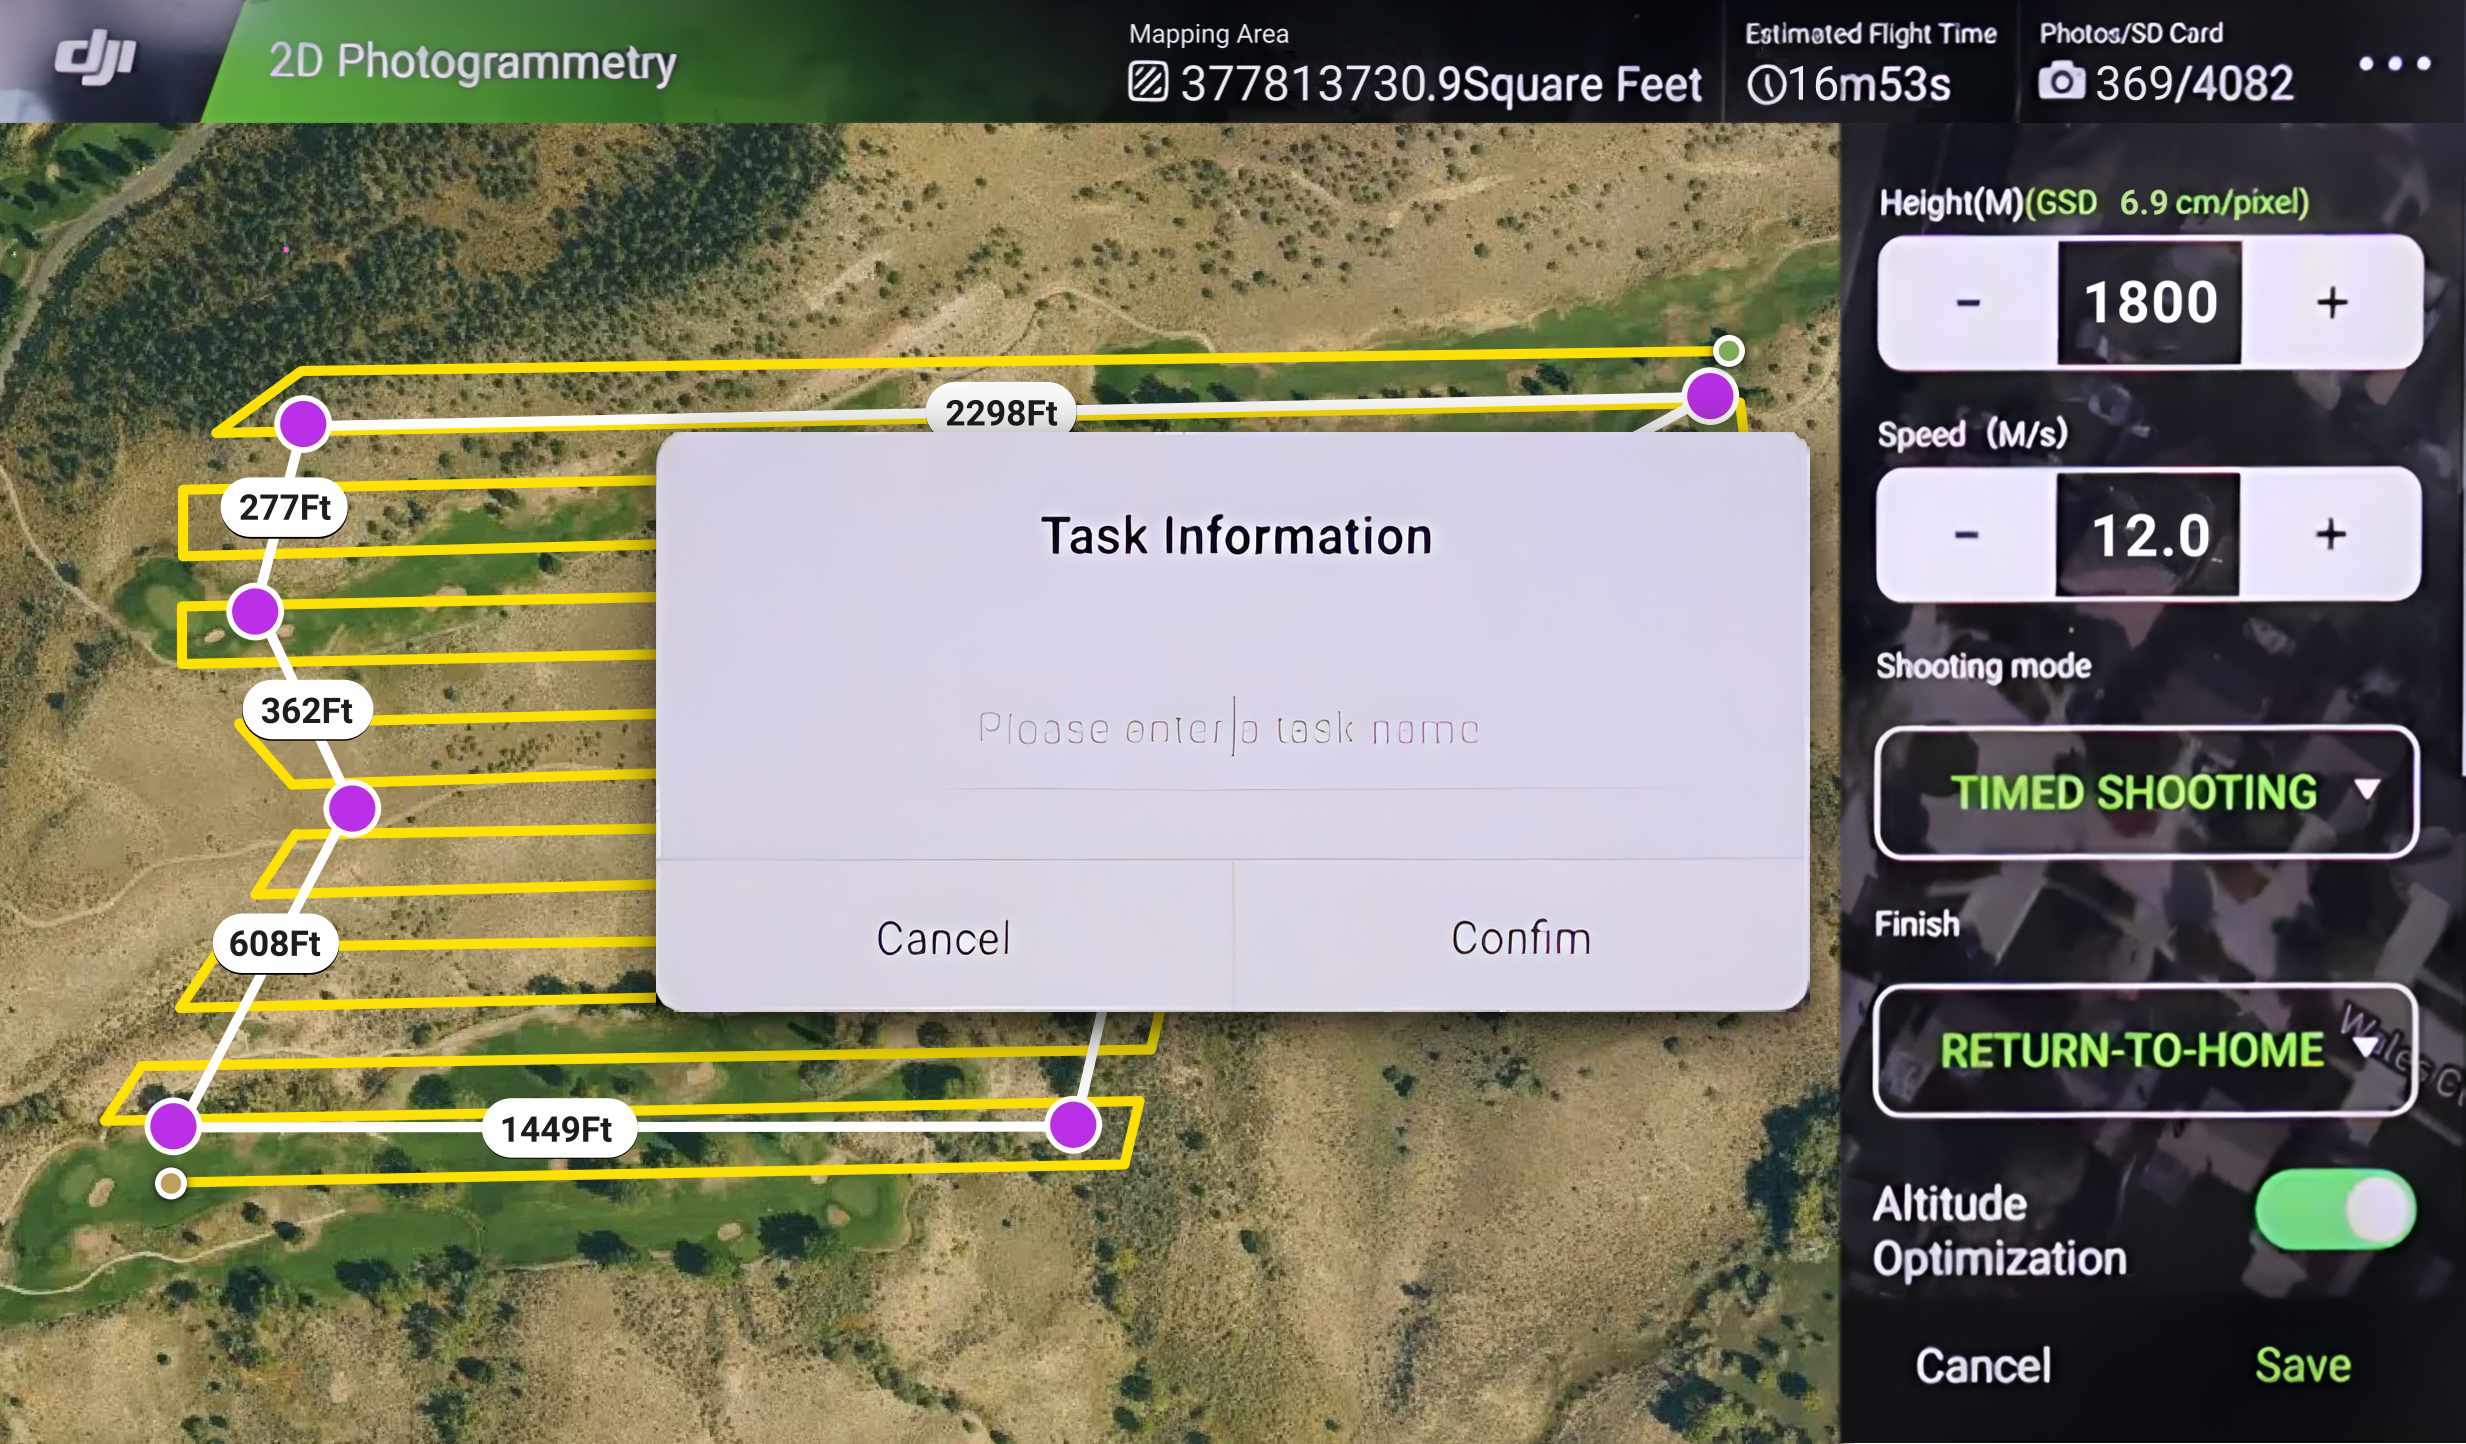 dji
2D Photogrammetry
Mapping Area
377813730.9Square Feet
Estimated Flight Time
16m53s
Photos/SD Card
369/4082
Height(M)(GSD 6.9 cm/pixel)
- 1800 +
Speed (M/s)
- 12.0 +
Shooting mode
TIMED SHOOTING
Finish
RETURN-TO-HOME
Altitude
Optimization
Cancel Save
2298Ft
277Ft
362Ft
608Ft
1449Ft
Task Information
Please enter a task name
Cancel Confim